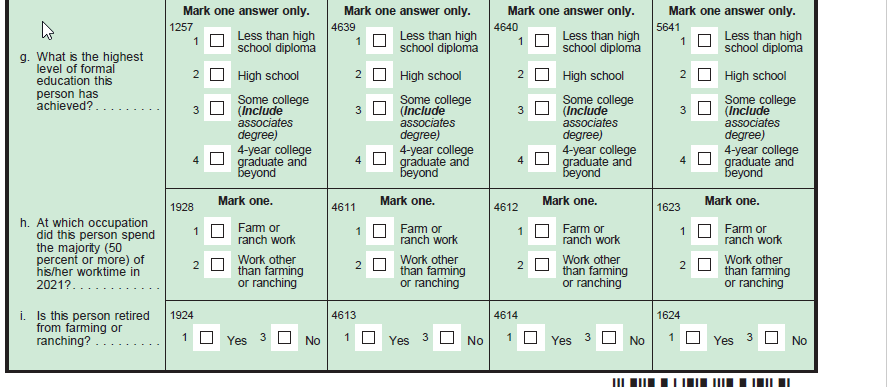 Mark one answer only. Mark one answer only. Mark one answer only. Mark one answer only.
g. What is the highest
level of formal
education this
person has
achieved? . . . . . . . . .
1257
1 Less than high
school diploma
2 High school
3 Some college
(Include
associates
degree)
4 4-year college
graduate and
beyond
4639
1 Less than high
school diploma
2 High school
3 Some college
(Include
associates
degree)
4 4-year college
graduate and
beyond
4640
1 Less than high
school diploma
2 High school
3 Some college
(Include
associates
degree)
4 4-year college
graduate and
beyond
5641
1 Less than high
school diploma
2 High school
3 Some college
(Include
associates
degree)
4 4-year college
graduate and
beyond
h. At which occupation
did this person spend
the majority (50
percent or more) of
his/her worktime in
2021? . . . . . . . . . . . .
1928 Mark one.
1 Farm or
ranch work
2 Work other
than farming
or ranching
4611 Mark one.
1 Farm or
ranch work
2 Work other
than farming
or ranching
4612 Mark one.
1 Farm or
ranch work
2 Work other
than farming
or ranching
1623 Mark one.
1 Farm or
ranch work
2 Work other
than farming
or ranching
i. Is this person retired
from farming or
ranching? . . . . . . . . .
1924
1 Yes 3 No
4613
1 Yes 3 No
4614
1 Yes 3 No
1624
1 Yes 3 No